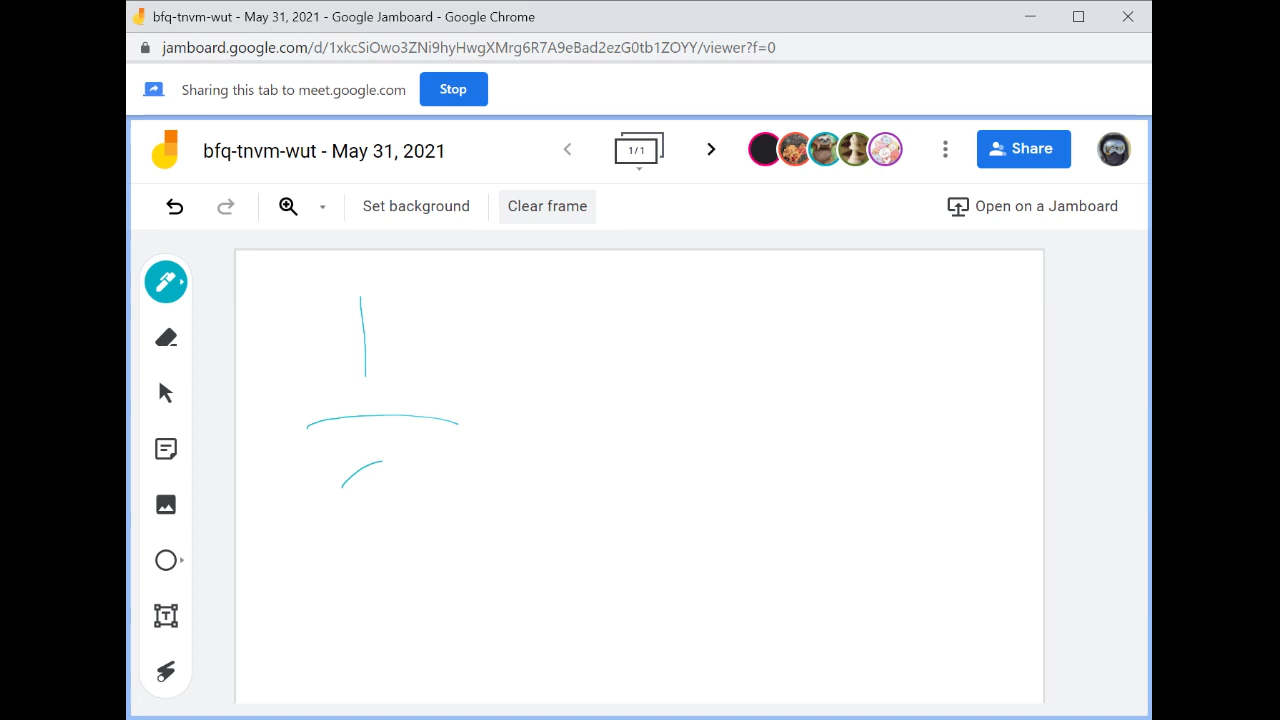 bfq-tnvm-wut - May 31, 2021 - Google Jamboard - Google Chrome
jamboard.google.com/d/1xkcSiOwo3ZNi9hyHwgXMrg6R7A9eBad2ezG0tb1ZOYY/viewer?f=0
Sharing this tab to meet.google.com Stop
bfq-tnvm-wut - May 31, 2021 1/1 Share
Set background Clear frame Open on a Jamboard
T